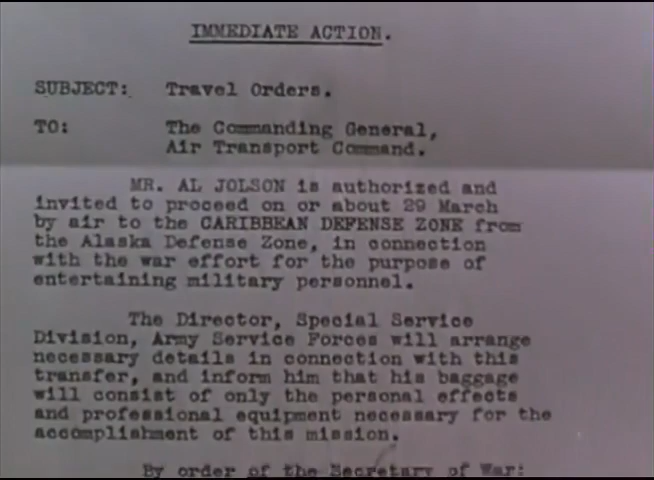 IMMEDIATE ACTION.
SUBJECT: Travel Orders.
TO: The Commanding General,
Air Transport Command.
MR. AL JOLSON is authorized and
invited to proceed on or about 29 March
by air to the CARIBBEAN DEFENSE ZONE from
the Alaska Defense Zone, in connection
with the war effort for the purpose of
entertaining military personnel.
The Director, Special Service
Division, Army Service Forces will arrange
necessary details in connection with this
transfer, and inform him that his baggage
will consist of only the personal effects
and professional equipment necessary for the
accomplishment of this mission.
By order of the Secretary of War: